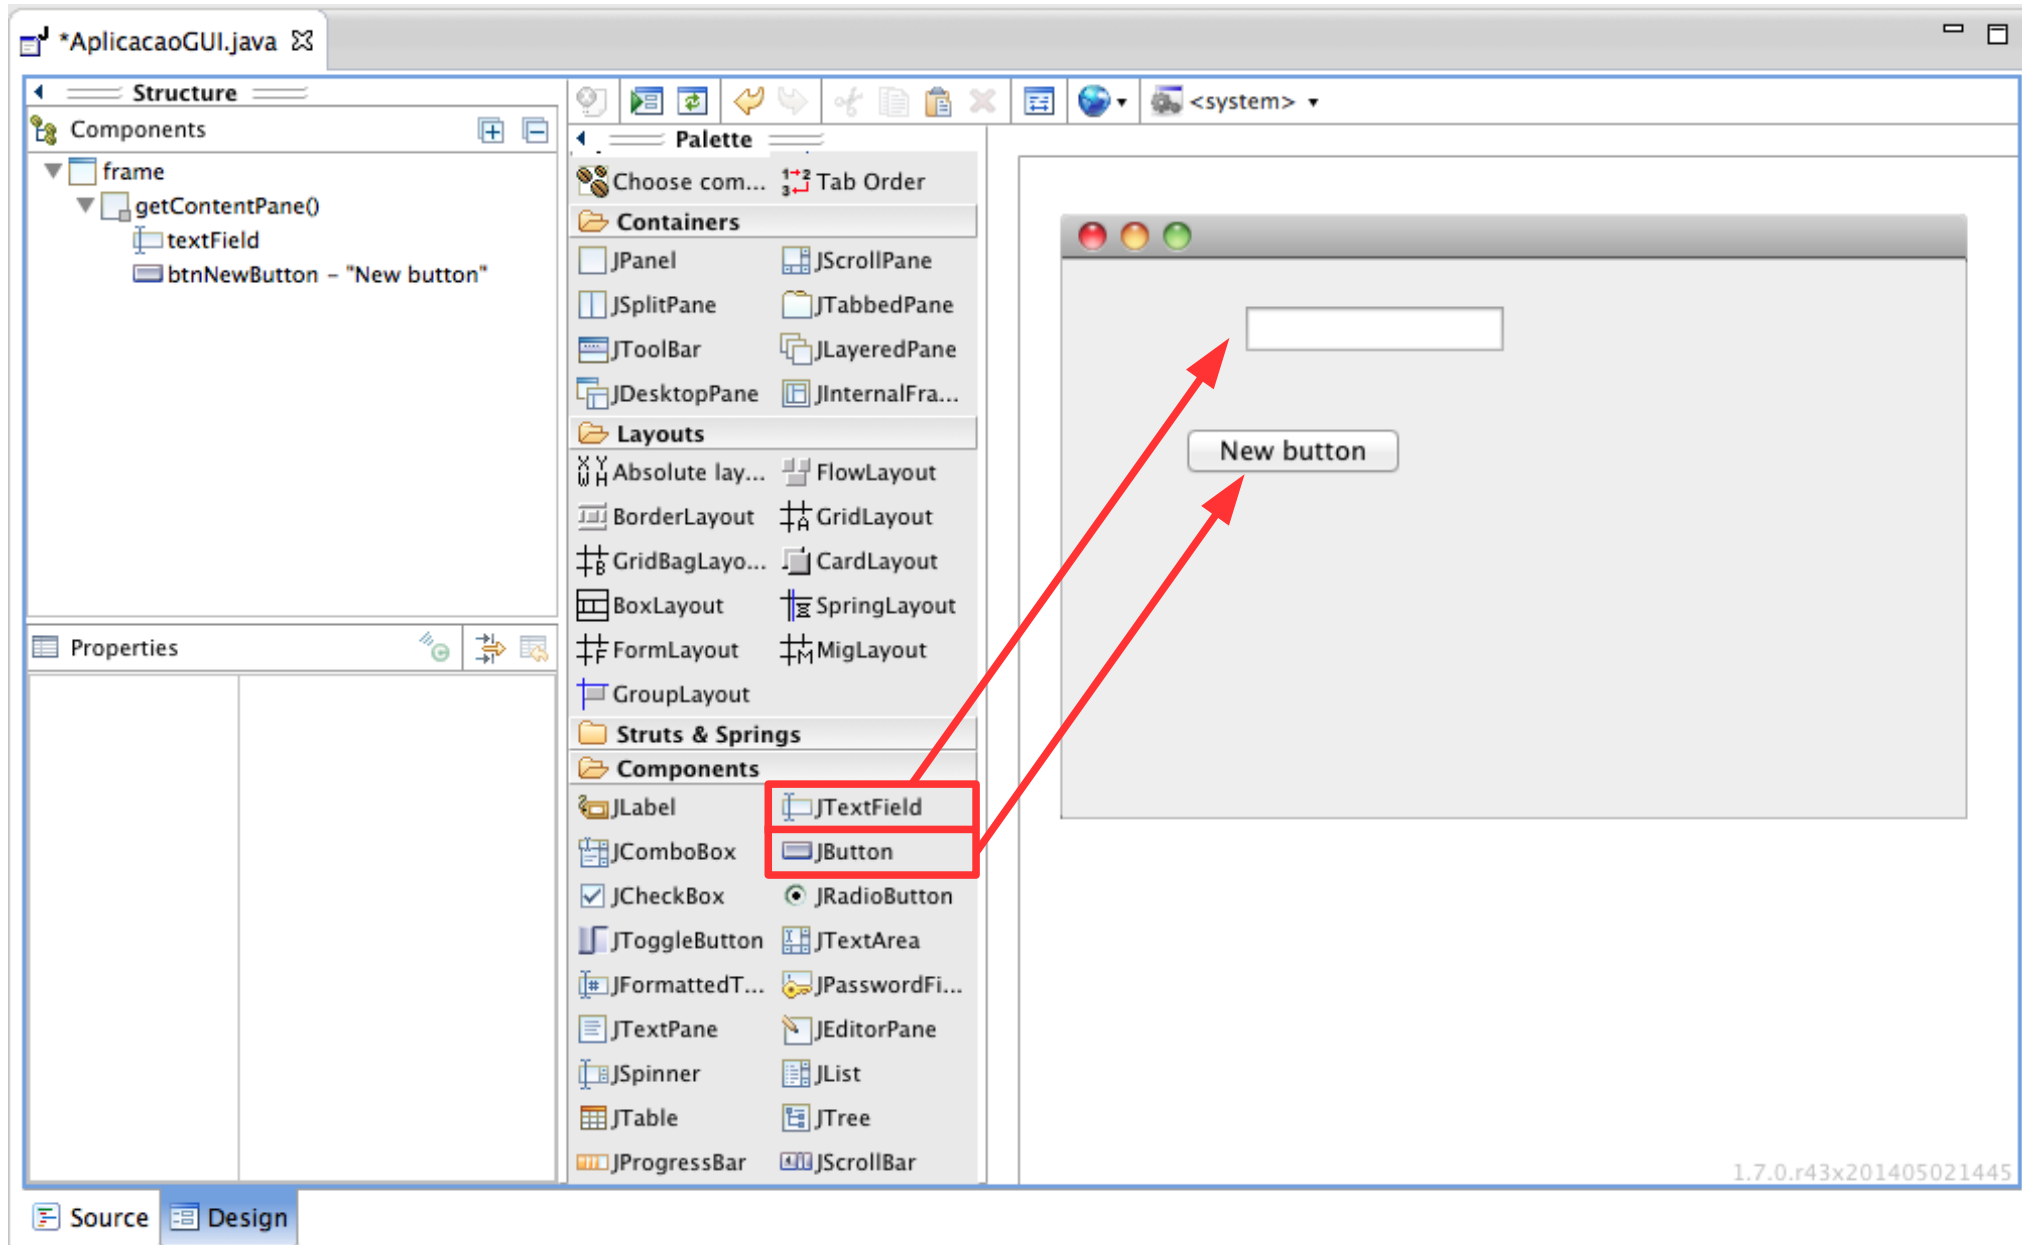 *AplicacaoGUI.java
Structure
Components
frame
getContentPane()
textField
btnNewButton - "New button"
Properties
<system>
Palette
Choose com... Tab Order
Containers
JPanel JScrollPane
JSplitPane JTabbedPane
JToolBar JLayeredPane
JDesktopPane JInternalFra...
Layouts
Absolute lay... FlowLayout
BorderLayout GridLayout
GridBagLayo... CardLayout
BoxLayout SpringLayout
FormLayout MigLayout
GroupLayout
Struts & Springs
Components
JLabel JTextField
JComboBox JButton
JCheckBox JRadioButton
JToggleButton JTextArea
JFormattedT... JPasswordFi...
JTextPane JEditorPane
JSpinner JList
JTable JTree
JProgressBar JScrollBar
New button
1.7.0.r43x201405021445
Source Design